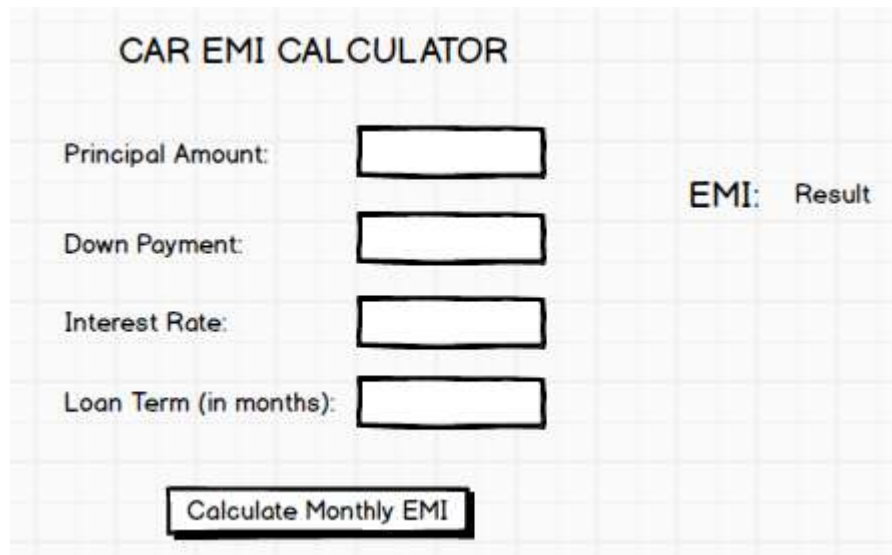 CAR EMI CALCULATOR
Principal Amount:
EMI: Result
Down Payment:
Interest Rate:
Loan Term (in months):
Calculate Monthly EMI